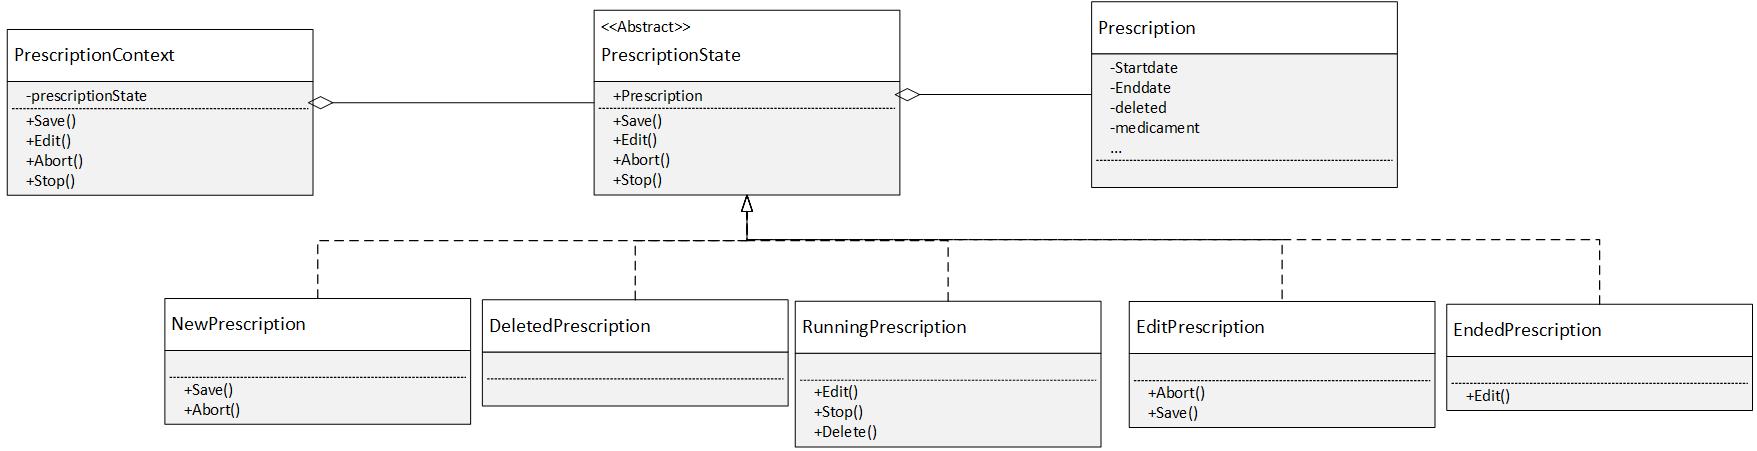 PrescriptionContext
-prescriptionState
+Save()
+Edit()
+Abort()
+Stop()
<<Abstract>>
PrescriptionState
+Prescription
+Save()
+Edit()
+Abort()
+Stop()
Prescription
-Startdate
-Enddate
-deleted
-medicament
...
NewPrescription
+Save()
+Abort()
DeletedPrescription
RunningPrescription
+Edit()
+Stop()
+Delete()
EditPrescription
+Abort()
+Save()
EndedPrescription
+Edit()